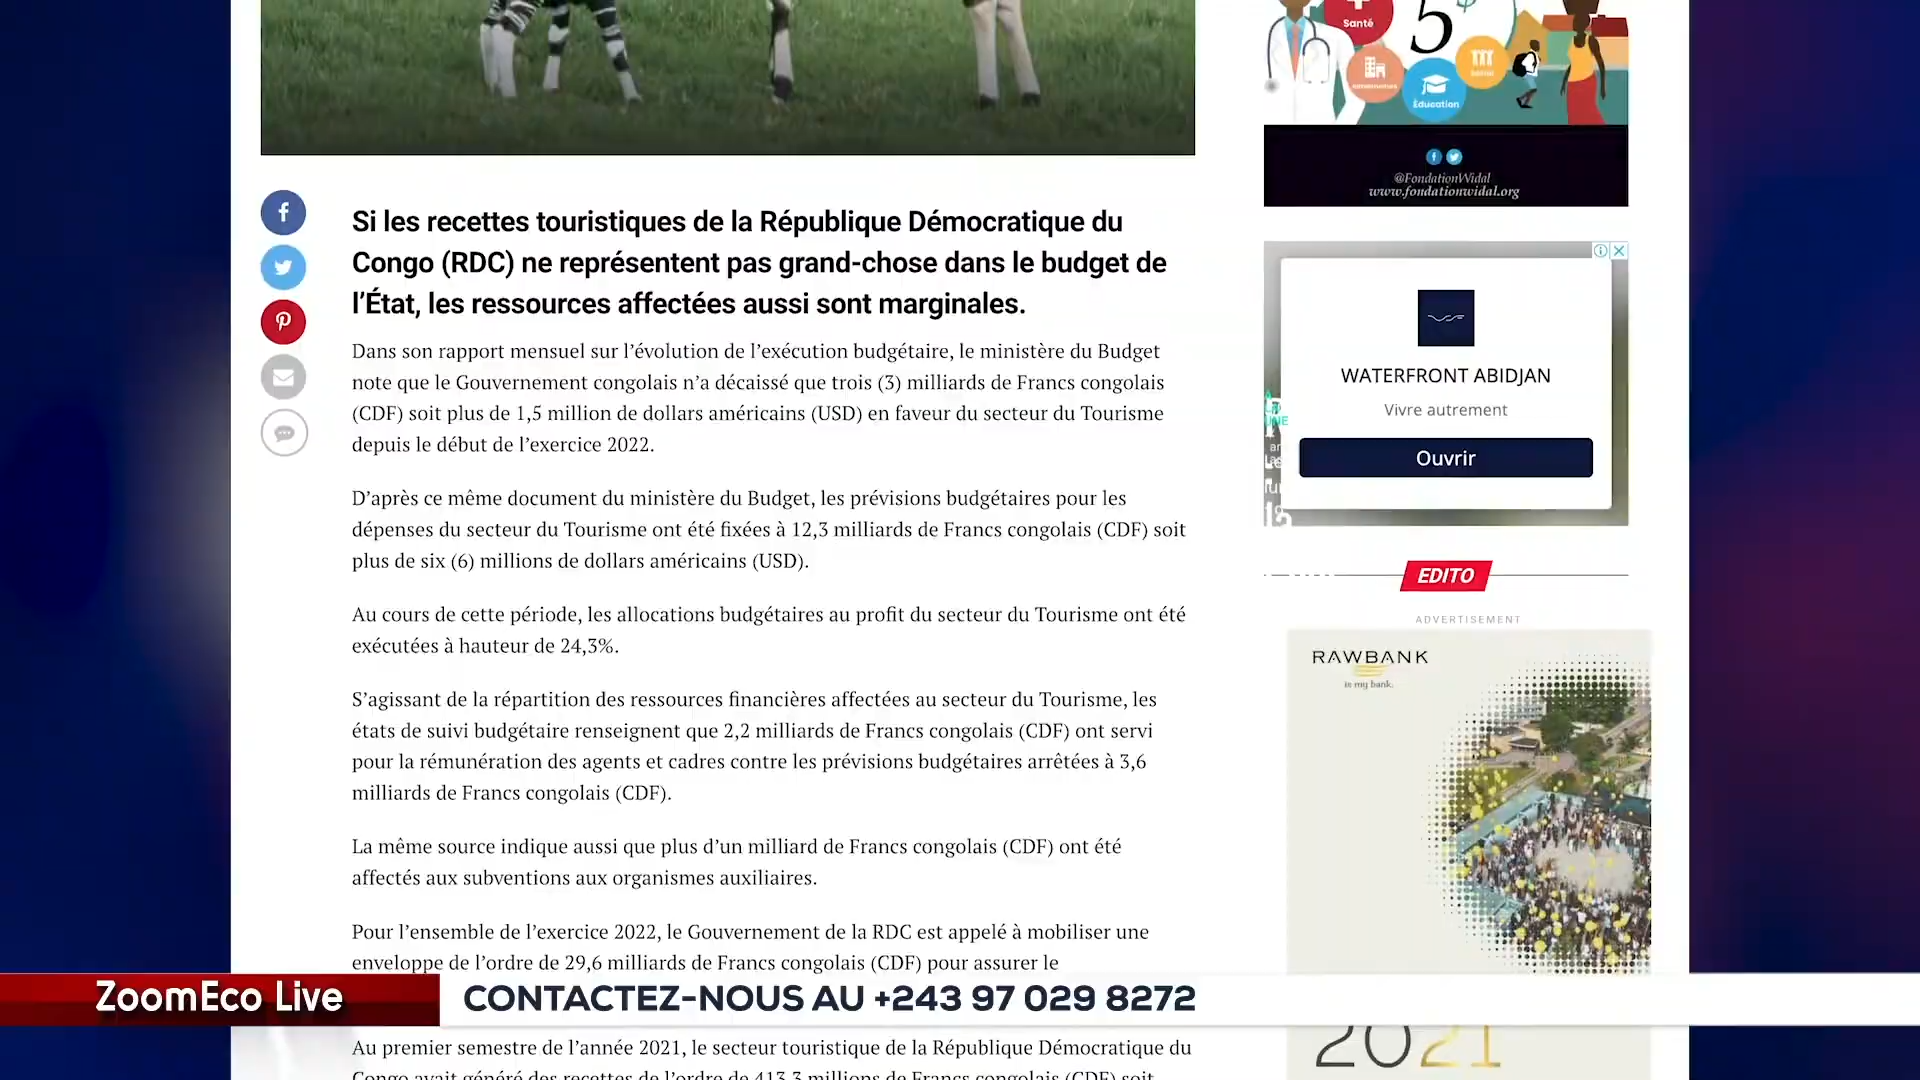 Santé
5
$
Éducation
@FondationWidal
www.fondationwidal.org
Si les recettes touristiques de la République Démocratique du
Congo (RDC) ne représentent pas grand-chose dans le budget de
l’État, les ressources affectées aussi sont marginales.
Dans son rapport mensuel sur l’évolution de l’exécution budgétaire, le ministère du Budget
note que le Gouvernement congolais n’a décaissé que trois (3) milliards de Francs congolais
(CDF) soit plus de 1,5 million de dollars américains (USD) en faveur du secteur du Tourisme
depuis le début de l’exercice 2022.
D’après ce même document du ministère du Budget, les prévisions budgétaires pour les
dépenses du secteur du Tourisme ont été fixées à 12,3 milliards de Francs congolais (CDF) soit
plus de six (6) millions de dollars américains (USD).
Au cours de cette période, les allocations budgétaires au profit du secteur du Tourisme ont été
exécutées à hauteur de 24,3%.
S’agissant de la répartition des ressources financières affectées au secteur du Tourisme, les
états de suivi budgétaire renseignent que 2,2 milliards de Francs congolais (CDF) ont servi
pour la rémunération des agents et cadres contre les prévisions budgétaires arrêtées à 3,6
milliards de Francs congolais (CDF).
La même source indique aussi que plus d’un milliard de Francs congolais (CDF) ont été
affectés aux subventions aux organismes auxiliaires.
Pour l’ensemble de l’exercice 2022, le Gouvernement de la RDC est appelé à mobiliser une
enveloppe de l’ordre de 29,6 milliards de Francs congolais (CDF) pour assurer le
Au premier semestre de l’année 2021, le secteur touristique de la République Démocratique du
Congo avait généré des recettes de l’ordre de 413,3 millions de Francs congolais (CDF) soit
WATERFRONT ABIDJAN
Vivre autrement
Ouvrir
EDITO
ADVERTISEMENT
RAWBANK
is my bank.
2021
ZoomEco Live
CONTACTEZ-NOUS AU +243 97 029 8272